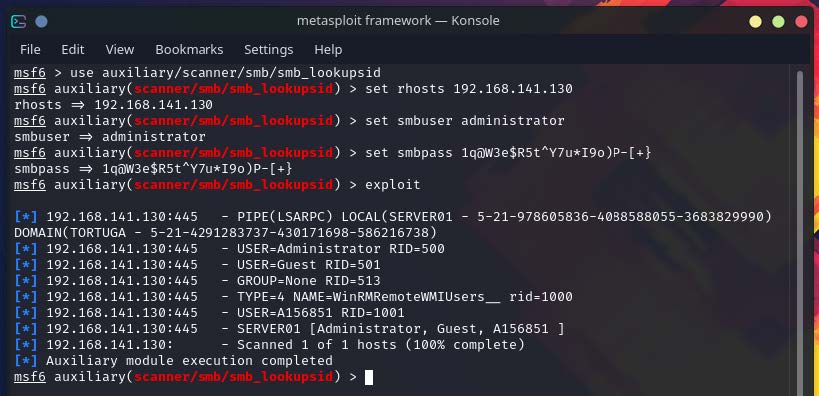 metasploit framework — Konsole
File Edit View Bookmarks Settings Help
msf6 > use auxiliary/scanner/smb/smb_lookupsid
msf6 auxiliary(scanner/smb/smb_lookupsid) > set rhosts 192.168.141.130
rhosts => 192.168.141.130
msf6 auxiliary(scanner/smb/smb_lookupsid) > set smbuser administrator
smbuser => administrator
msf6 auxiliary(scanner/smb/smb_lookupsid) > set smbpass 1q@W3e$R5t^Y7u*I9o)P-[+}
smbpass => 1q@W3e$R5t^Y7u*I9o)P-[+}
msf6 auxiliary(scanner/smb/smb_lookupsid) > exploit
[*] 192.168.141.130:445 - PIPE(LSARPC) LOCAL(SERVER01 - 5-21-978605836-4088588055-3683829990)
DOMAIN(TORTUGA - 5-21-4291283737-430171698-586216738)
[*] 192.168.141.130:445 - USER=Administrator RID=500
[*] 192.168.141.130:445 - USER=Guest RID=501
[*] 192.168.141.130:445 - GROUP=None RID=513
[*] 192.168.141.130:445 - TYPE=4 NAME=WinRMRemoteWMIUsers__ rid=1000
[*] 192.168.141.130:445 - USER=A156851 RID=1001
[*] 192.168.141.130:445 - SERVER01 [Administrator, Guest, A156851 ]
[*] 192.168.141.130: - Scanned 1 of 1 hosts (100% complete)
[*] Auxiliary module execution completed
msf6 auxiliary(scanner/smb/smb_lookupsid) >